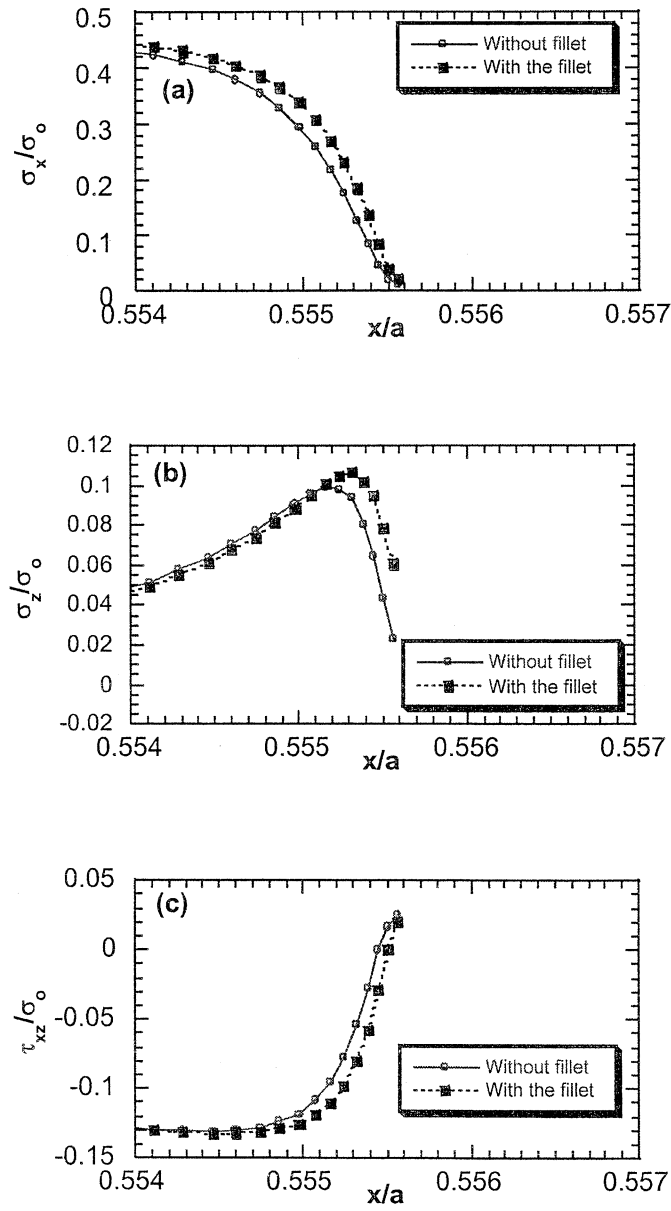 0.5
0.4
0.3
0.2
0.1
0
σx/σo
(a)
Without fillet
With the fillet
0.554
0.555
0.556
0.557
x/a
0.12
0.1
0.08
0.06
0.04
0.02
0
-0.02
σz/σo
(b)
Without fillet
With the fillet
0.554
0.555
0.556
0.557
x/a
0.05
0
-0.05
-0.1
-0.15
τxz/σo
(c)
Without fillet
With the fillet
0.554
0.555
0.556
0.557
x/a